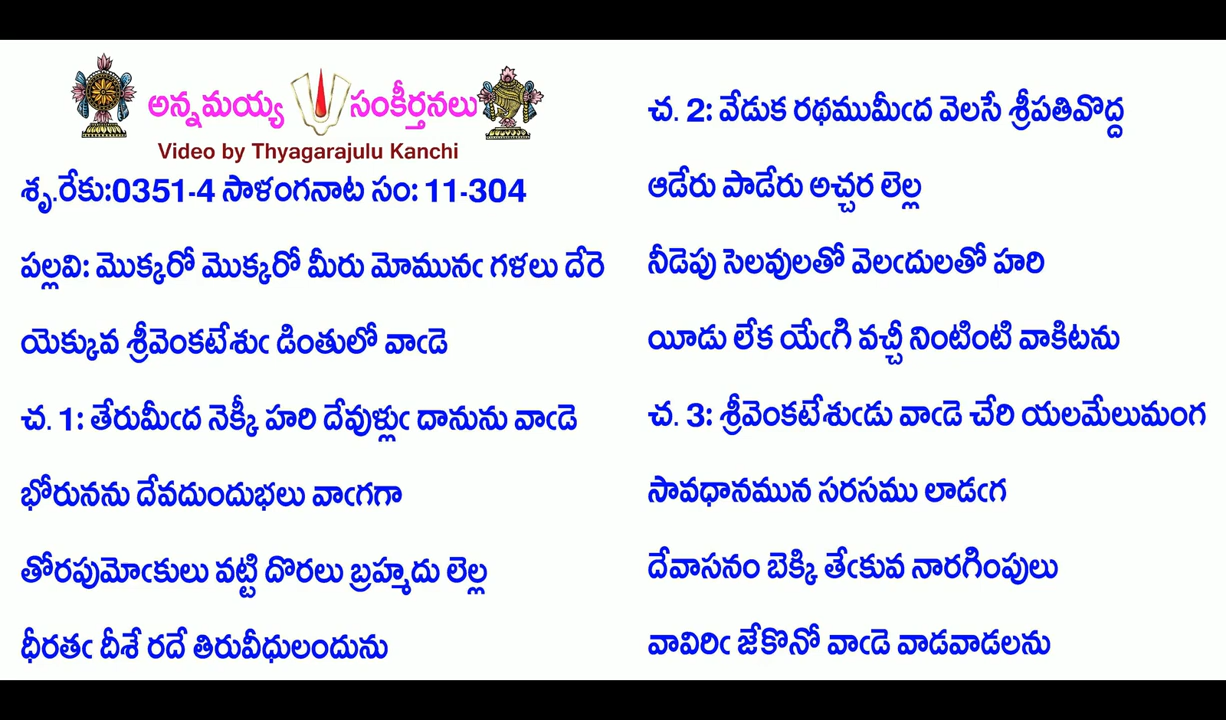 అన్నమయ్య సంకీర్తనలు
Video by Thyagarajulu Kanchi
శృ.రేకు:0351-4 సాళంగనాట సం: 11-304
పల్లవి: మొక్కరో మొక్కరో మీరు మోమునఁ గళలు దేరె
యెక్కువ శ్రీవెంకటేశుఁ డింతులో వాఁడె
చ. 1: తేరుమీఁద నెక్కీ హరి దేవుళ్లుఁ దానును వాఁడె
భోరునను దేవదుందుభలు వాఁగగా
తోరపుమోఁకులు వట్టి దొరలు బ్రహ్మదు లెల్ల
ధీరతఁ దీశే రదే తిరువీధులందును
చ. 2: వేడుక రథముమీఁద వెలసే శ్రీపతివొద్ద
ఆడేరు పాడేరు అచ్చర లెల్ల
నీడెపు సెలవులతో వెలఁదులతో హరి
యీడు లేక యేఁగి వచ్చీ నింటింటి వాకిటను
చ. 3: శ్రీవెంకటేశుఁడు వాఁడె చేరి యలమేలుమంగ
సావధానమున సరసము లాడఁగ
దేవాసనం బెక్కి తేఁకువ నారగింపులు
వావిరిఁ జేకొనో వాఁడె వాడవాడలను